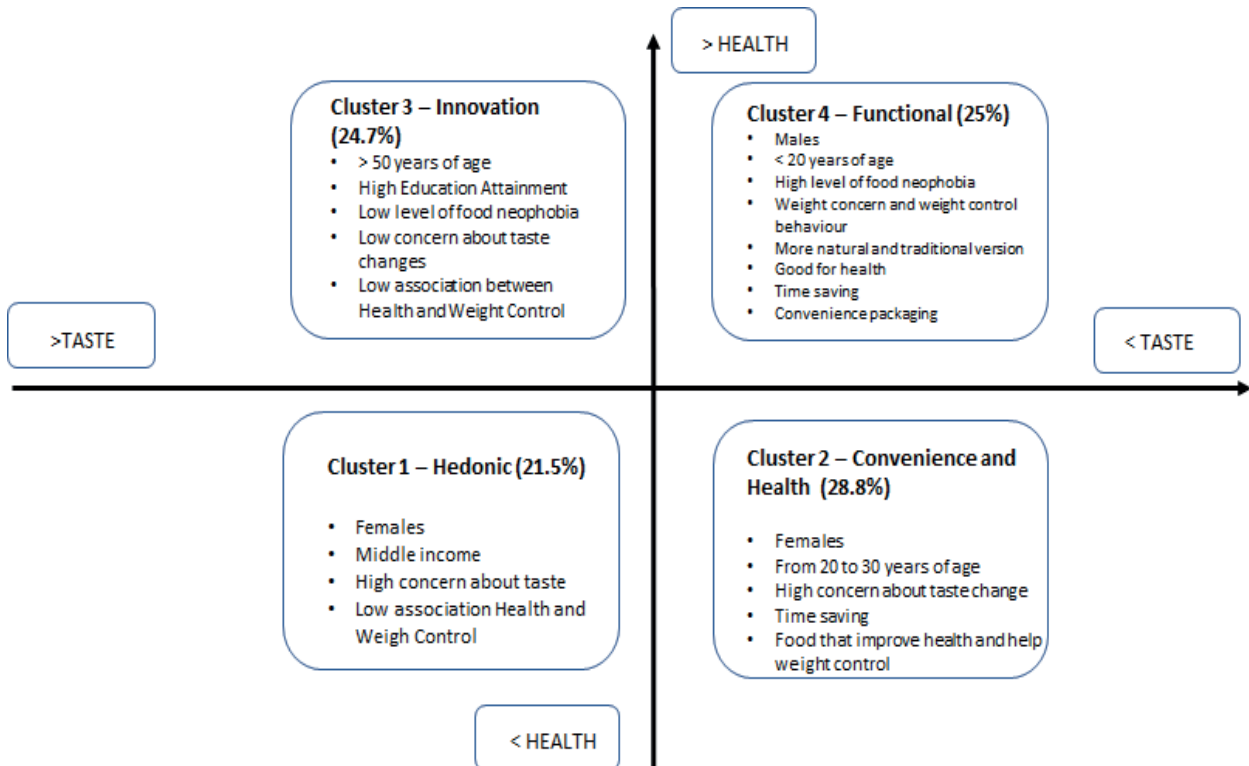 > HEALTH
Cluster 3 – Innovation
(24.7%)
• > 50 years of age
• High Education Attainment
• Low level of food neophobia
• Low concern about taste
changes
• Low association between
Health and Weight Control
Cluster 4 – Functional (25%)
• Males
• < 20 years of age
• High level of food neophobia
• Weight concern and weight control
behaviour
• More natural and traditional version
• Good for health
• Time saving
• Convenience packaging
>TASTE
< TASTE
Cluster 1 – Hedonic (21.5%)
• Females
• Middle income
• High concern about taste
• Low association Health and
Weigh Control
Cluster 2 – Convenience and
Health (28.8%)
• Females
• From 20 to 30 years of age
• High concern about taste change
• Time saving
• Food that improve health and help
weight control
< HEALTH